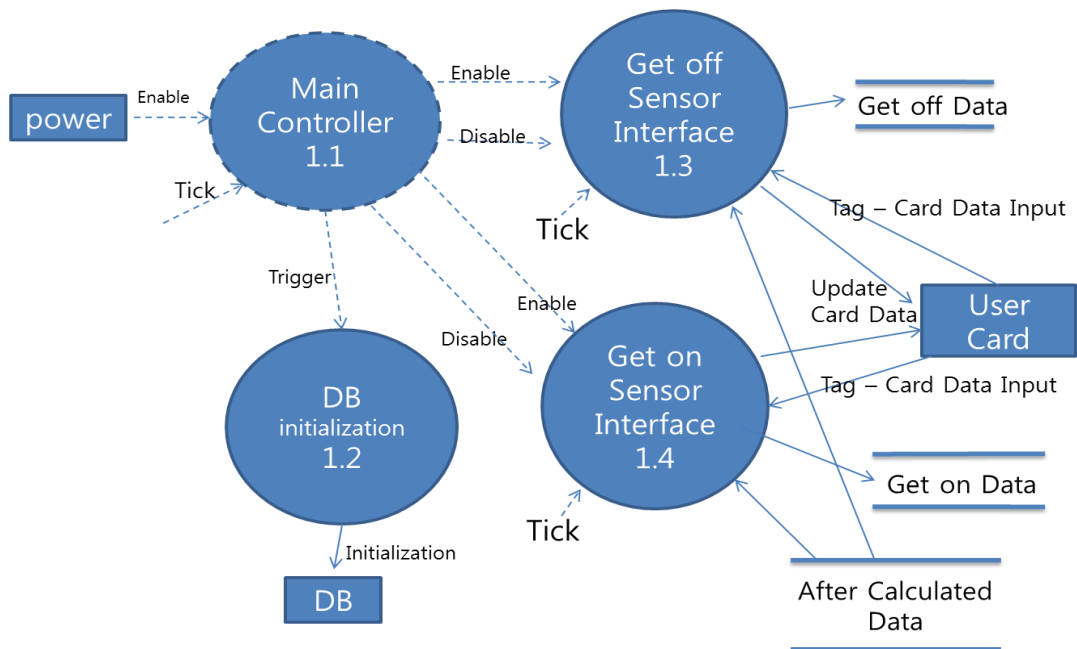 power
Enable
Main
Controller
1.1
Tick
Enable
Disable
Get off
Sensor
Interface
1.3
Get off Data
Tick
Tag – Card Data Input
Update
Card Data
User
Card
Trigger
Enable
Disable
DB
initialization
1.2
Get on
Sensor
Interface
1.4
Tag – Card Data Input
Get on Data
Tick
Initialization
DB
After Calculated
Data